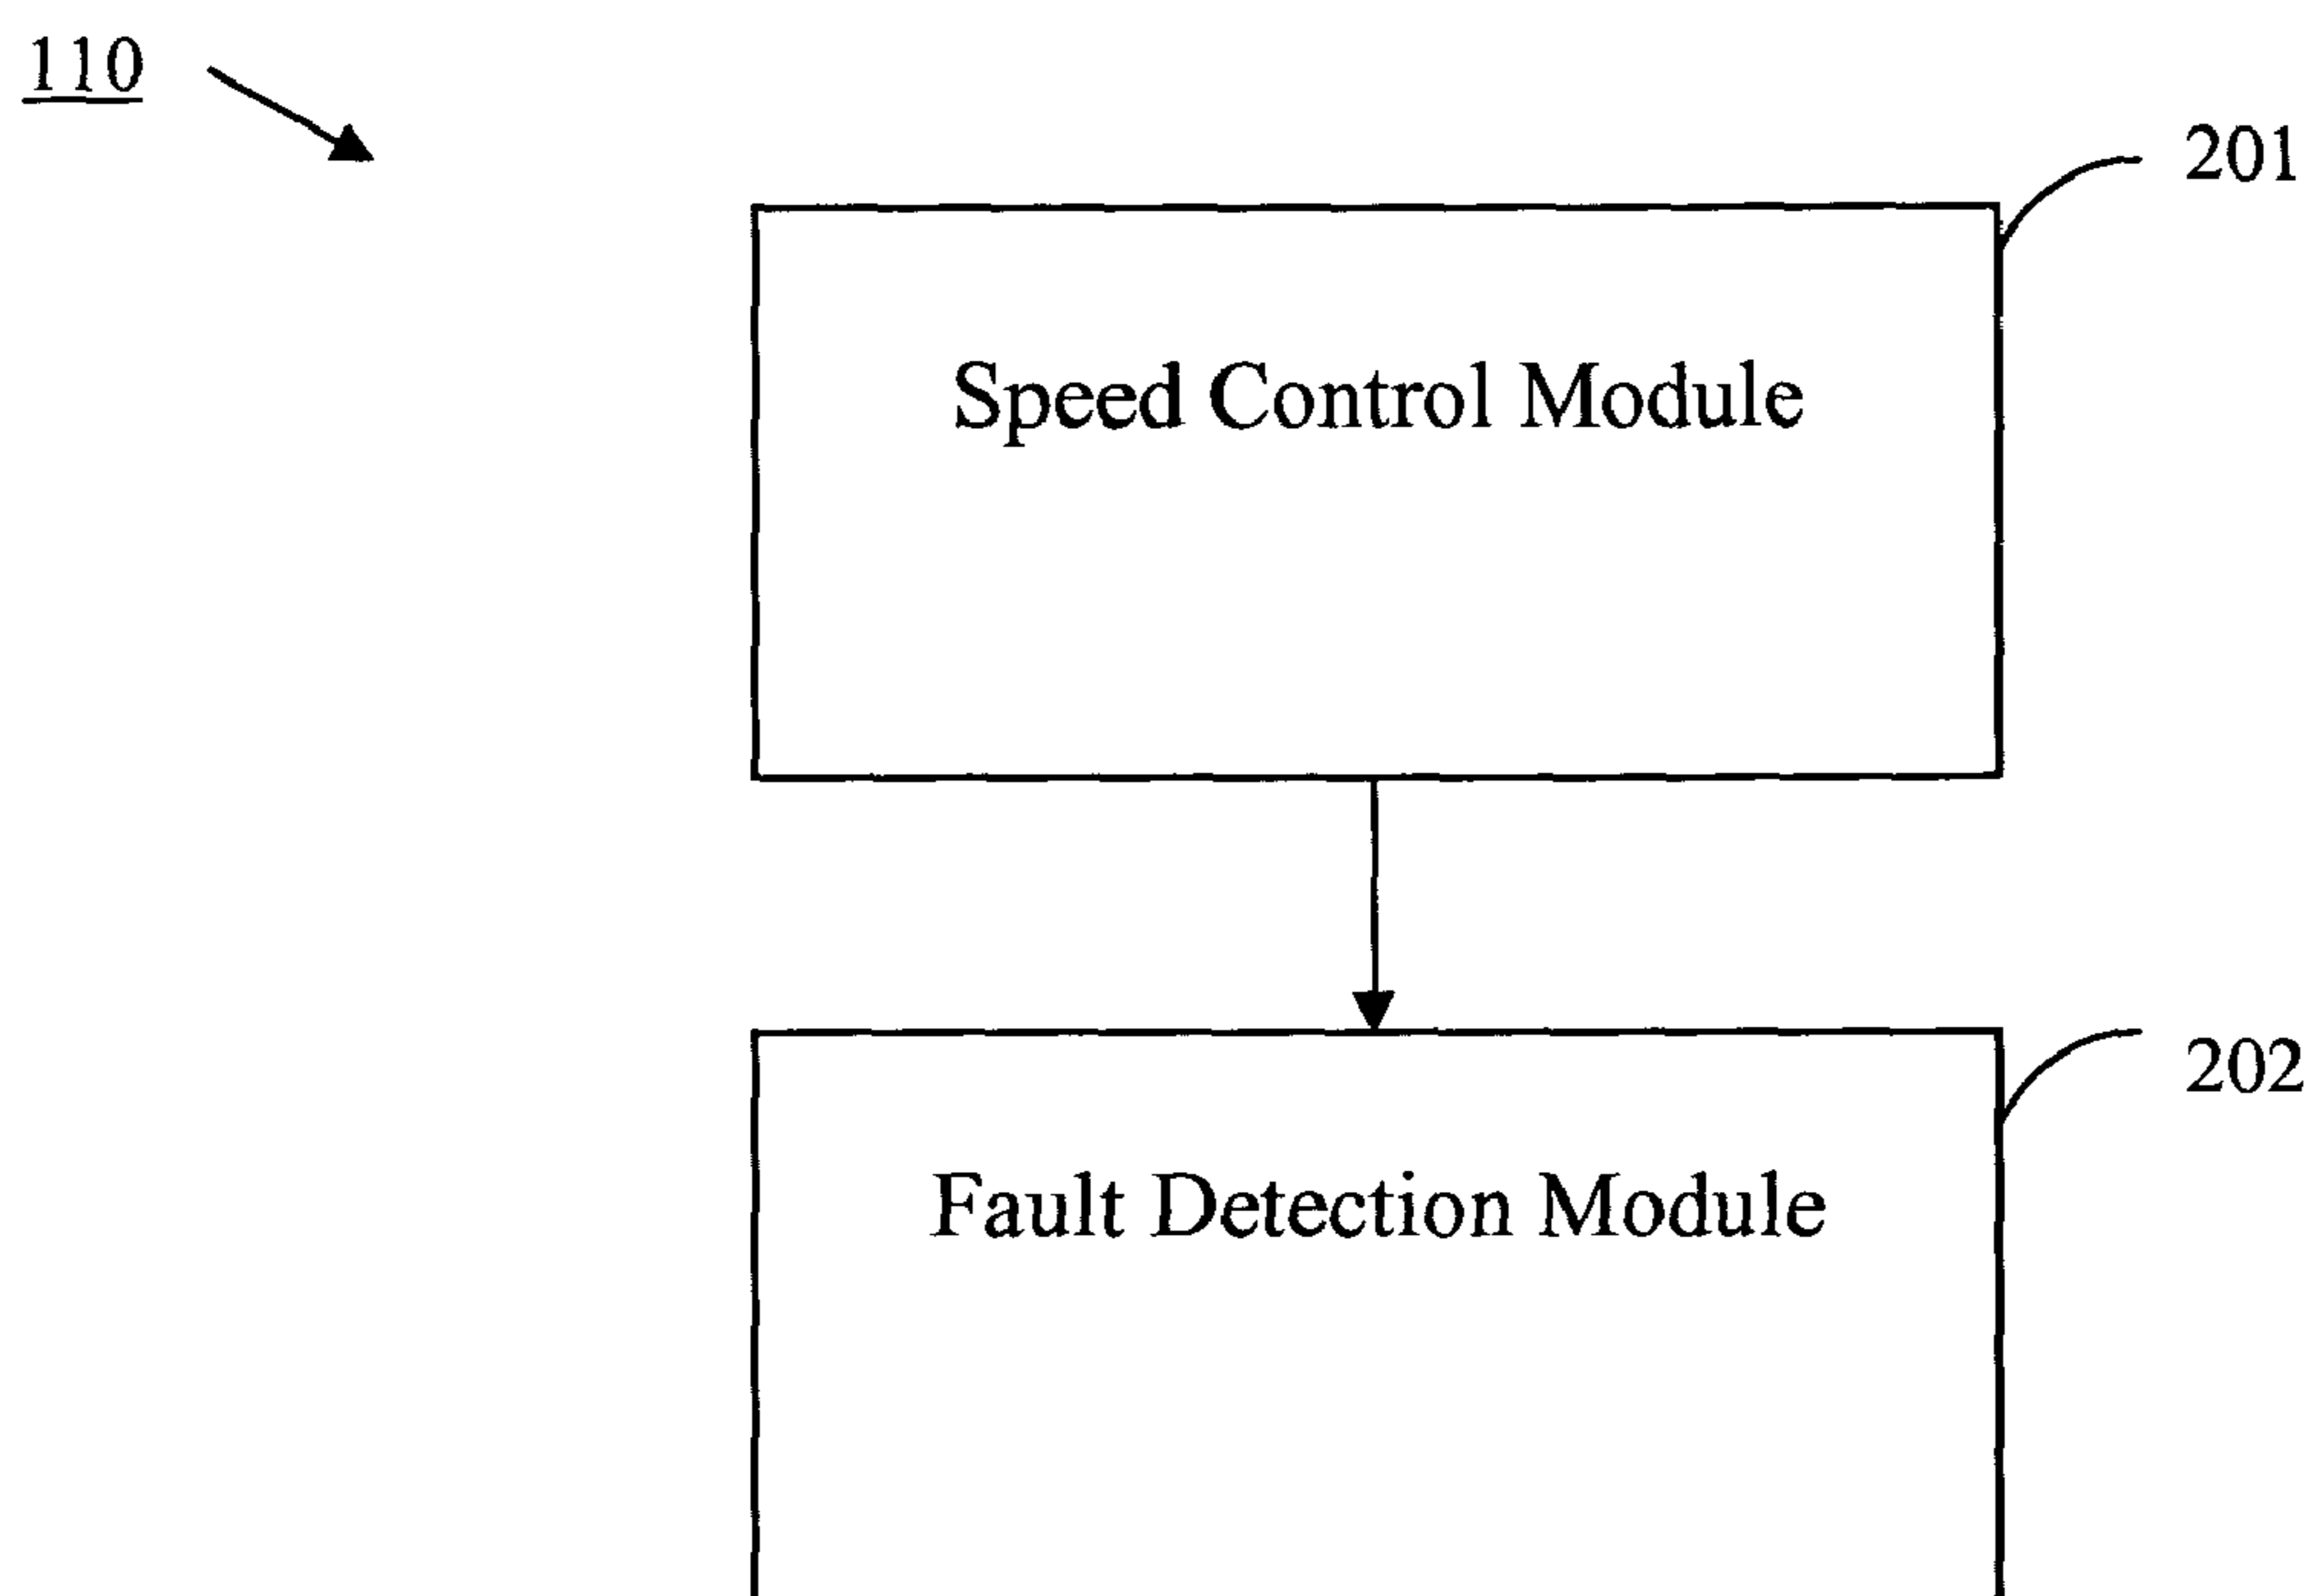 110
201
Speed Control Module
202
Fault Detection Module